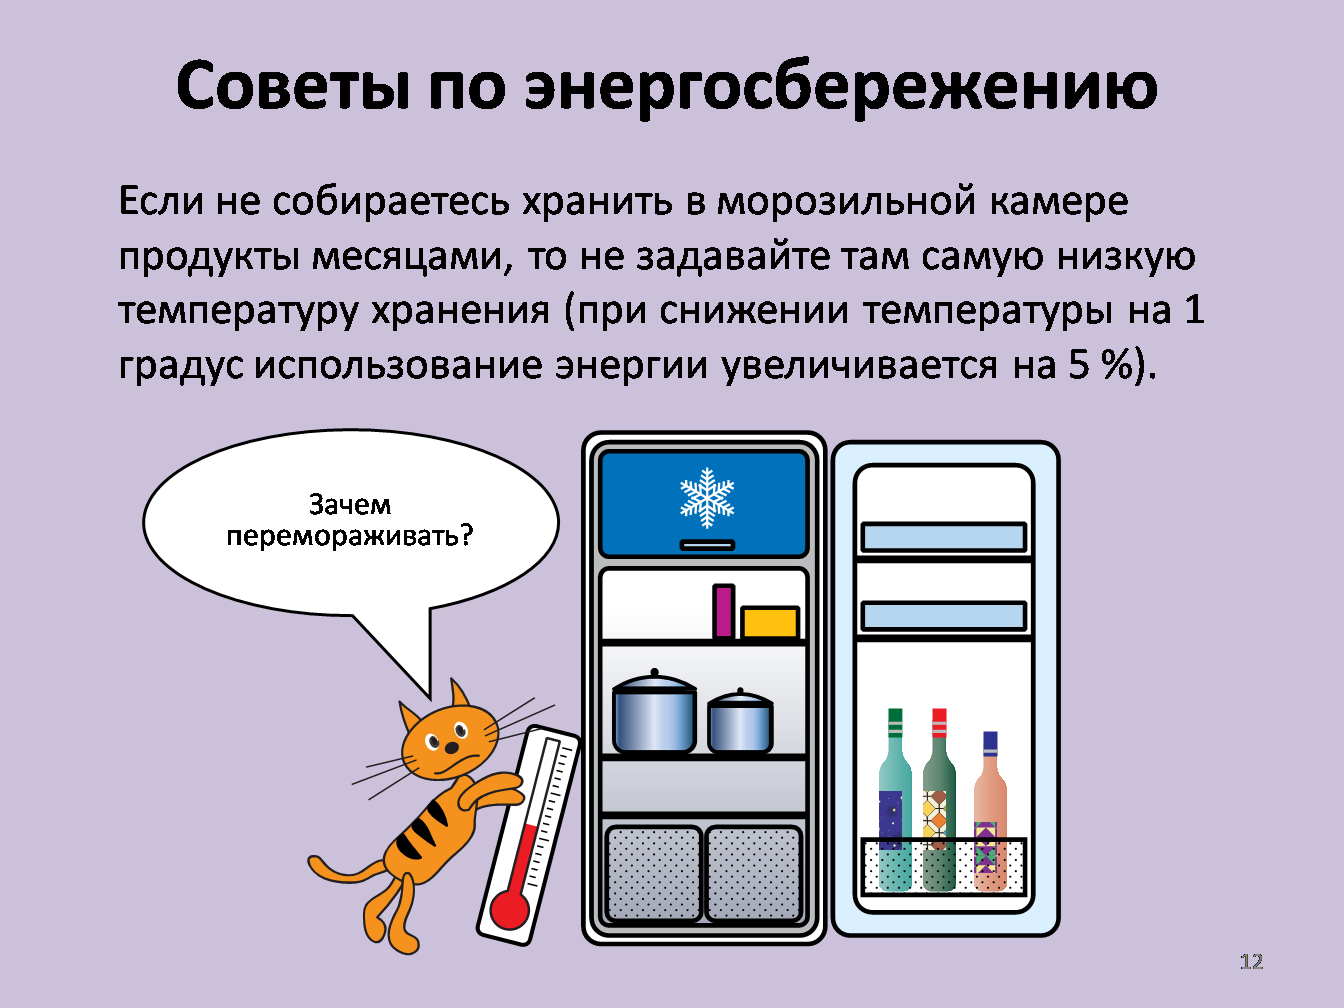 Советы по энергосбережению
Если не собираетесь хранить в морозильной камере
продукты месяцами, то не задавайте там самую низкую
температуру хранения (при снижении температуры на 1
градус использование энергии увеличивается на 5 %).
Зачем
перемораживать?
12